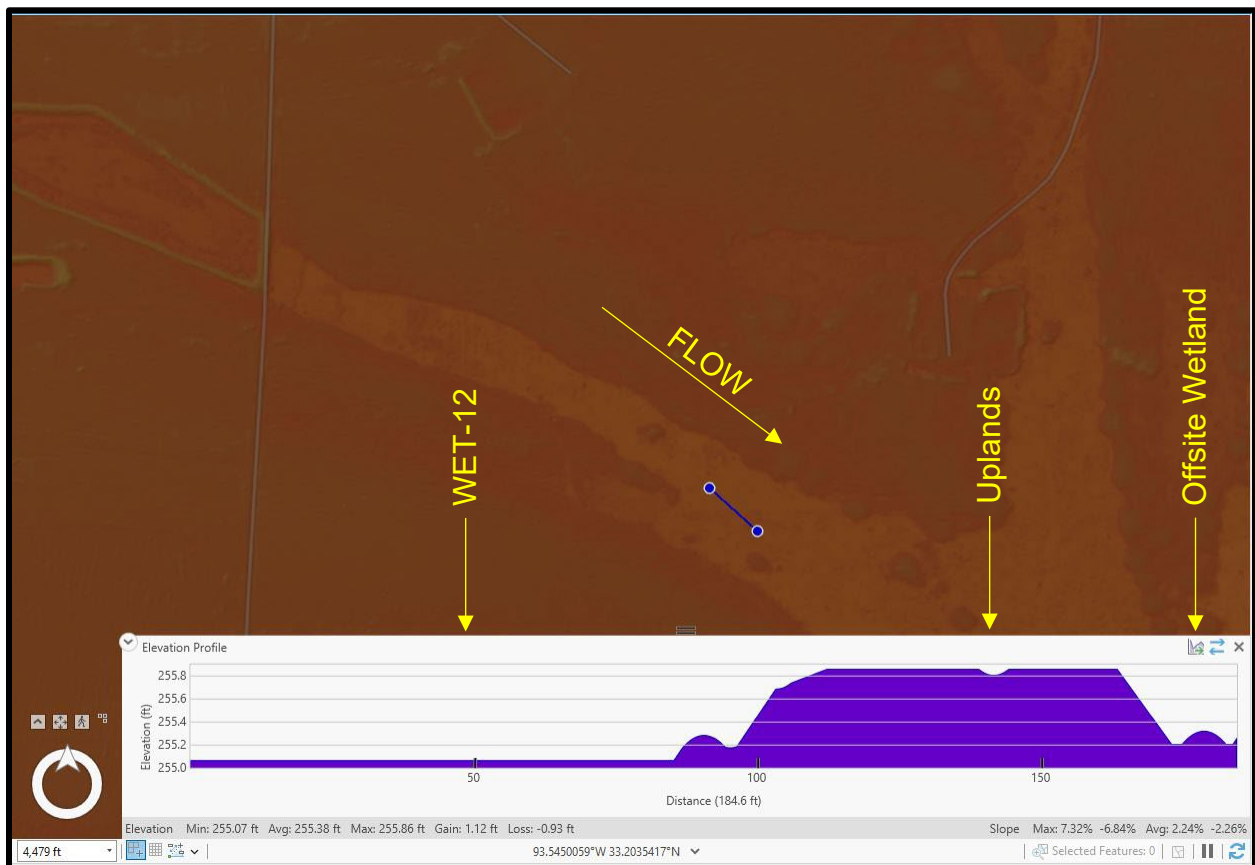 FLOW
WET-12
Uplands
Offsite Wetland
Elevation Profile
255.8
255.6
255.4
255.2
255.0
Elevation (ft)
50
100
150
Distance (184.6 ft)
Elevation Min: 255.07 ft Avg: 255.38 ft Max: 255.86 ft Gain: 1.12 ft Loss: -0.93 ft
Slope Max: 7.32% -6.84% Avg: 2.24% -2.26%
4,479 ft
93.5450059°W 33.2035417°N
Selected Features: 0